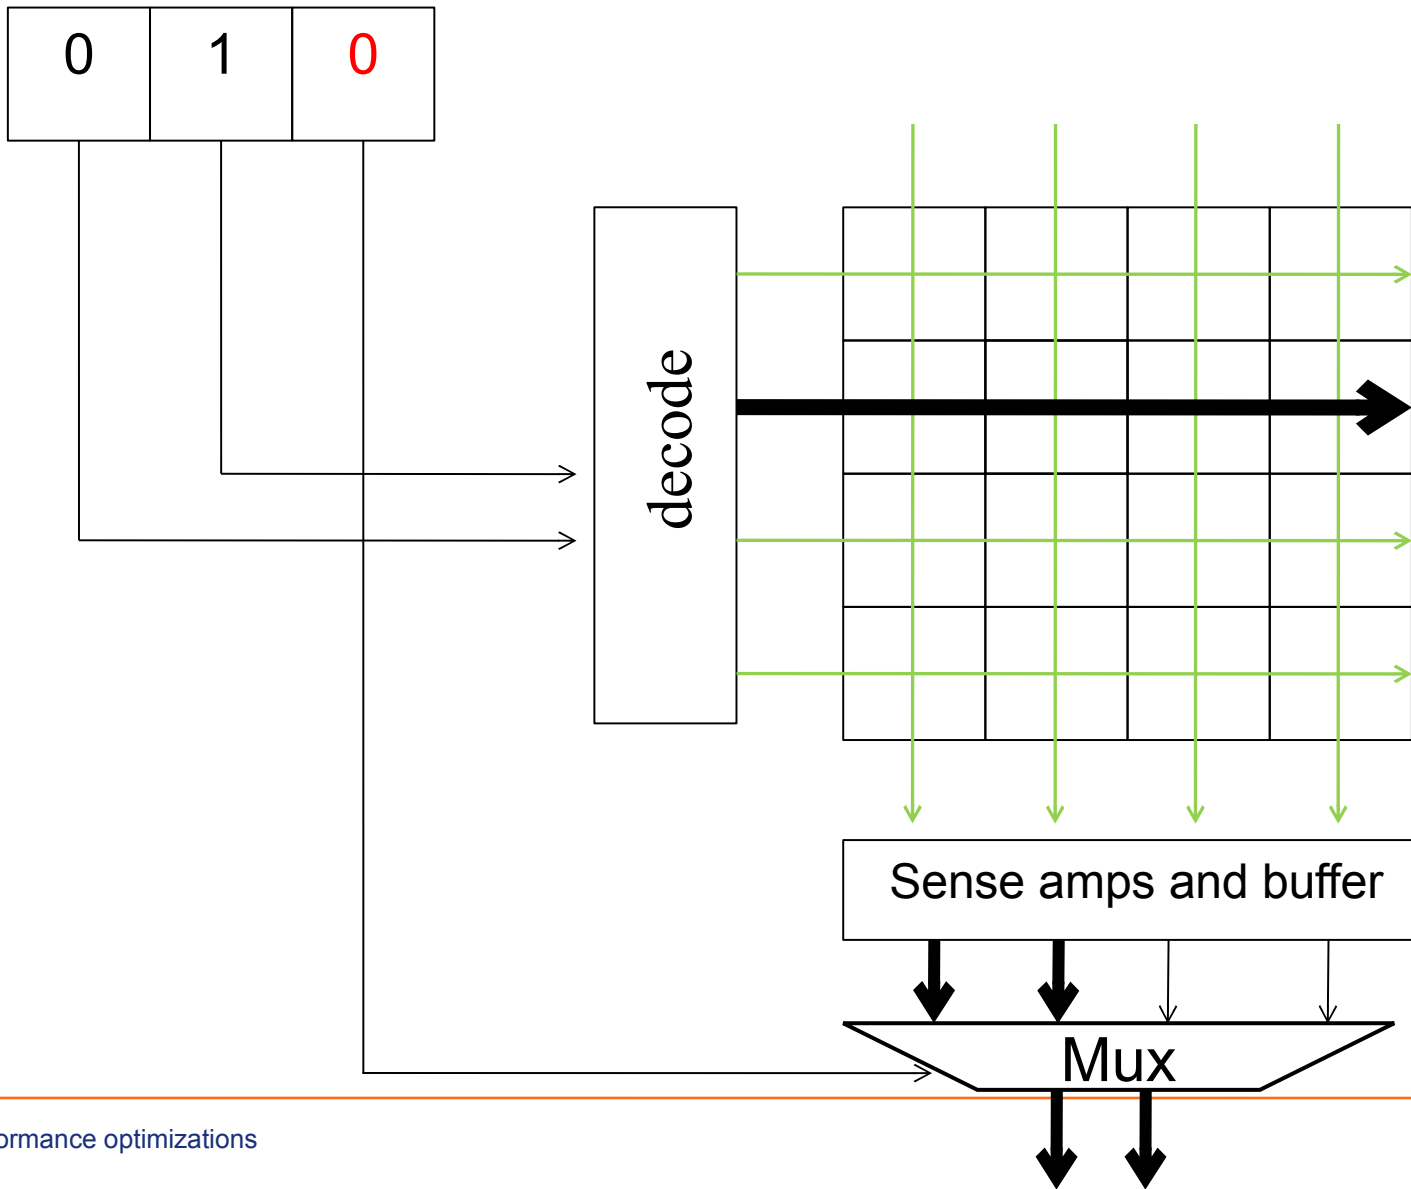 0 1 0
decode
Sense amps and buffer
Mux
ormance optimizations